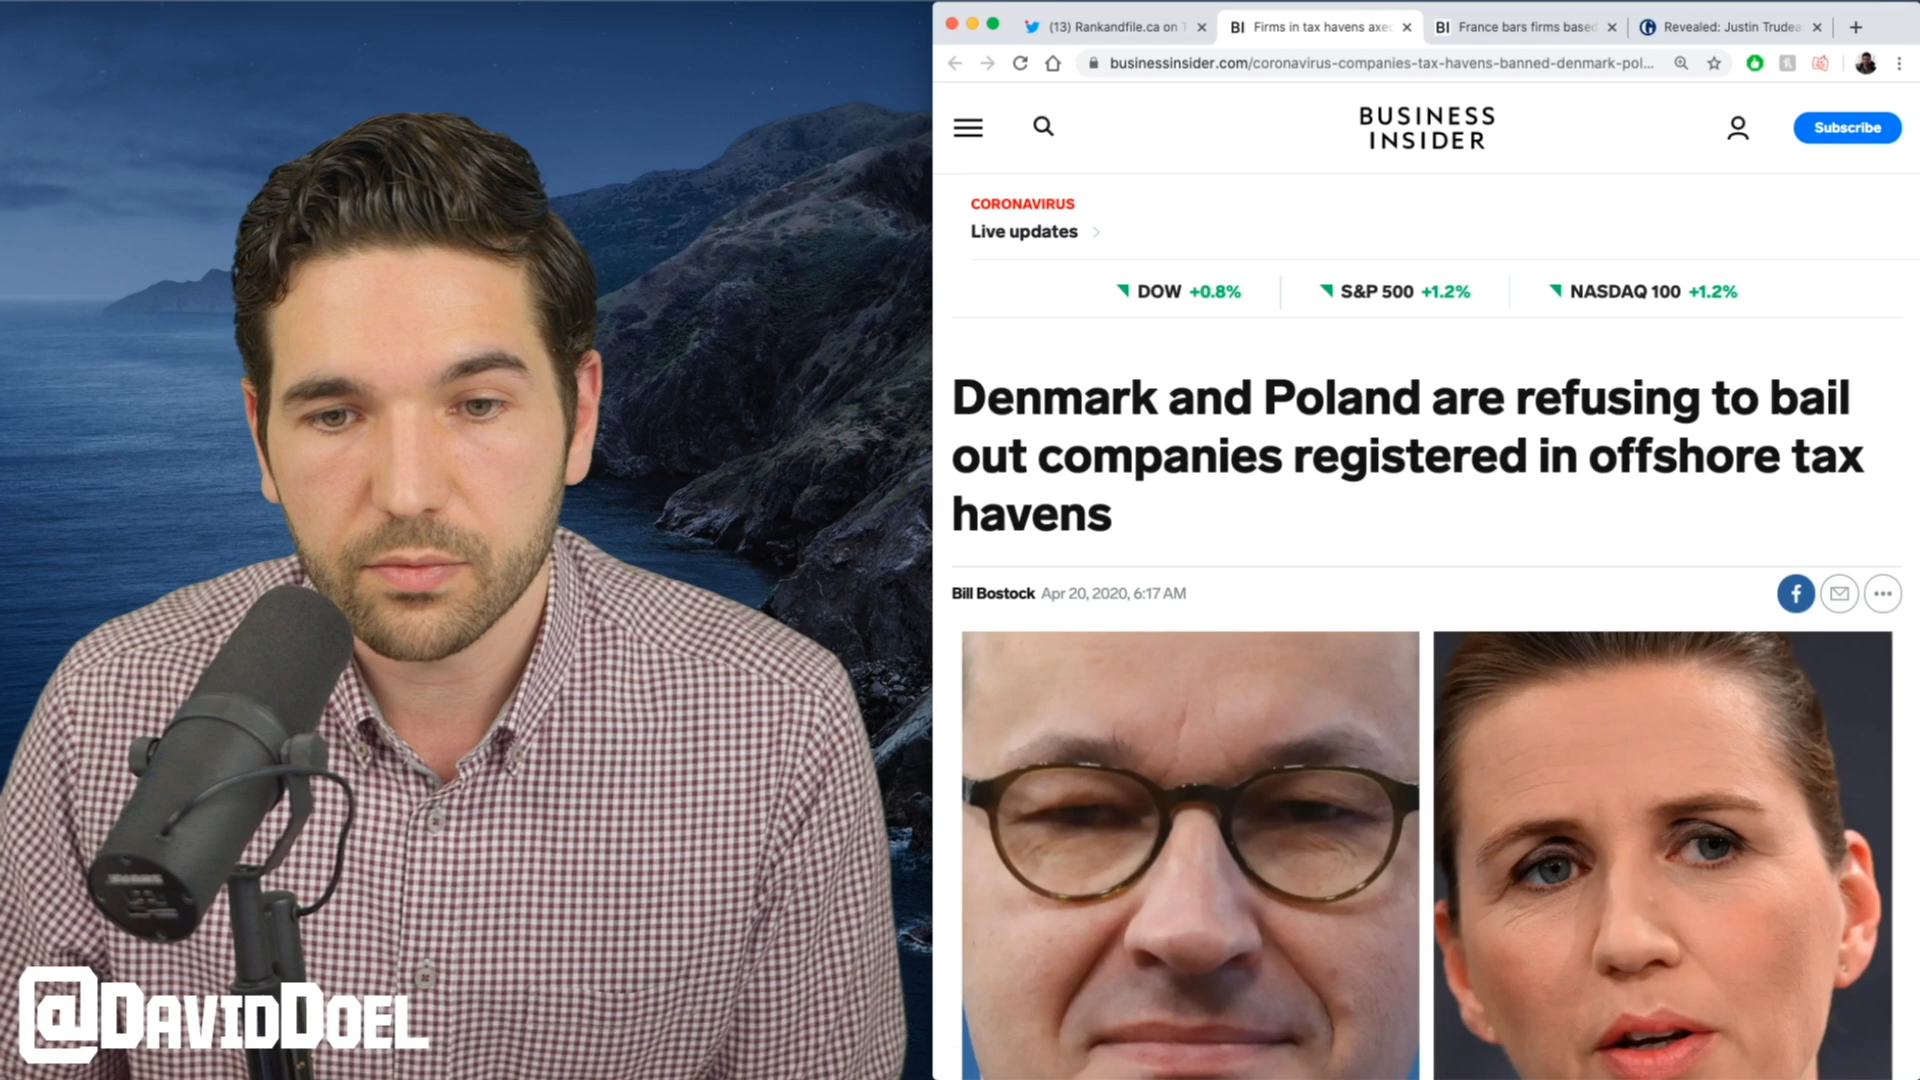 (13) Rankandfile.ca on T
BI Firms in tax havens axed
BI France bars firms based
Revealed: Justin Trudea
businessinsider.com/coronavirus-companies-tax-havens-banned-denmark-pol...
BUSINESS
INSIDER
Subscribe
CORONAVIRUS
Live updates
DOW +0.8%
S&P 500 +1.2%
NASDAQ 100 +1.2%
Denmark and Poland are refusing to bail
out companies registered in offshore tax
havens
Bill Bostock Apr 20, 2020, 6:17 AM
f
@DAVIDDOEL